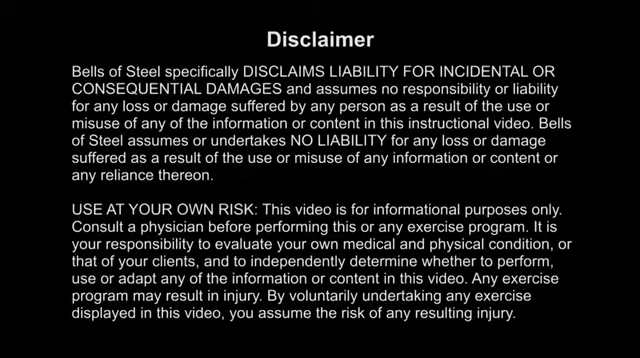 Disclaimer
Bells of Steel specifically DISCLAIMS LIABILITY FOR INCIDENTAL OR
CONSEQUENTIAL DAMAGES and assumes no responsibility or liability
for any loss or damage suffered by any person as a result of the use or
misuse of any of the information or content in this instructional video. Bells
of Steel assumes or undertakes NO LIABILITY for any loss or damage
suffered as a result of the use or misuse of any information or content or
any reliance thereon.
USE AT YOUR OWN RISK: This video is for informational purposes only.
Consult a physician before performing this or any exercise program. It is
your responsibility to evaluate your own medical and physical condition, or
that of your clients, and to independently determine whether to perform,
use or adapt any of the information or content in this video. Any exercise
program may result in injury. By voluntarily undertaking any exercise
displayed in this video, you assume the risk of any resulting injury.